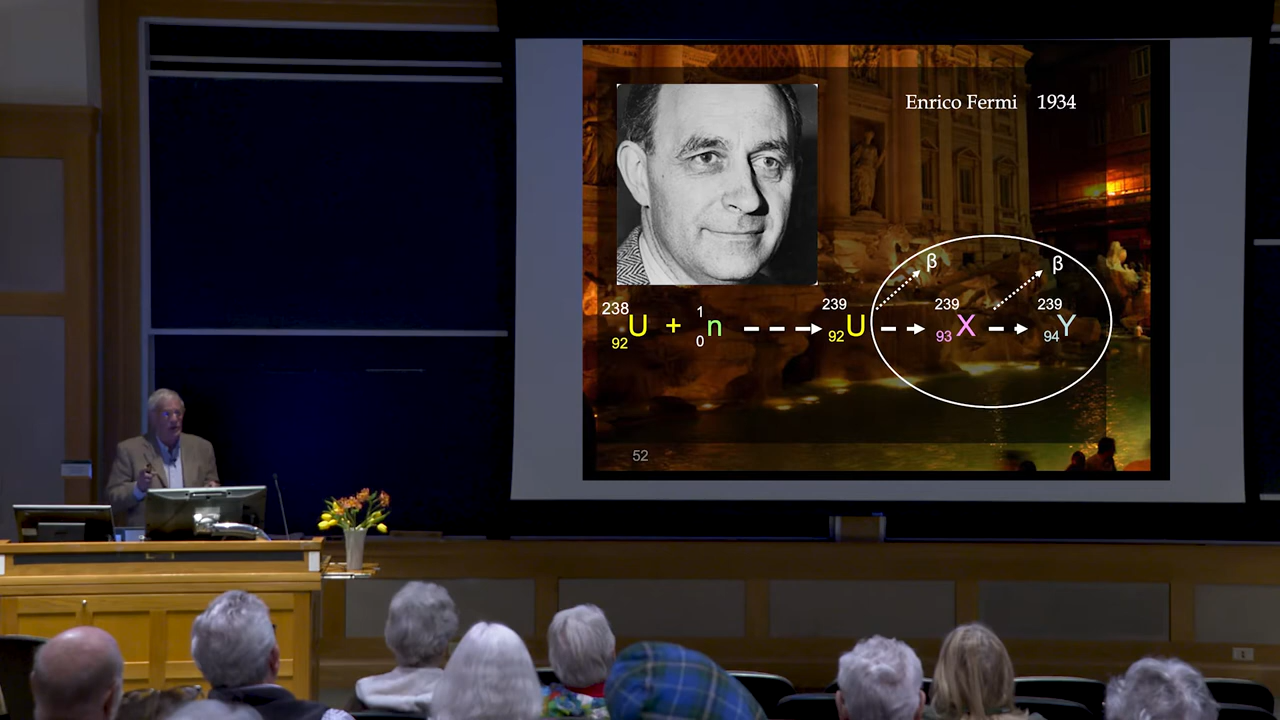 Enrico Fermi 1934
β β
238 1 239 239 239
U + n U X Y
92 0 92 93 94
52